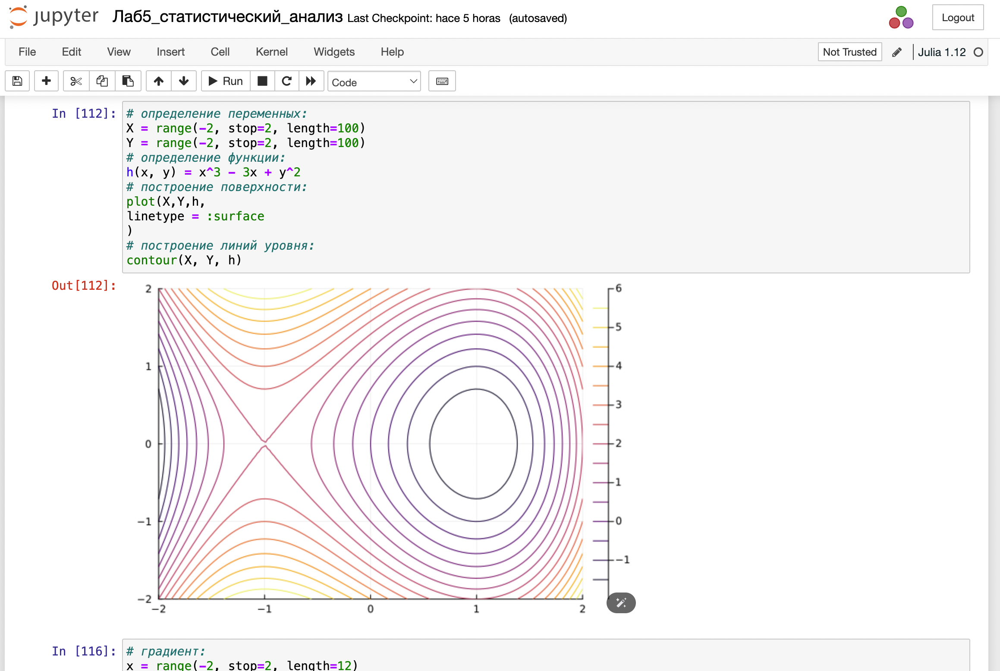 jupyter Лаб5_статистический_анализ Last Checkpoint: hace 5 horas (autosaved) Logout
File Edit View Insert Cell Kernel Widgets Help Not Trusted Julia 1.12
Run Code
In [112]:
# определение переменных:
X = range(-2, stop=2, length=100)
Y = range(-2, stop=2, length=100)
# определение функции:
h(x, y) = x^3 - 3x + y^2
# построение поверхности:
plot(X,Y,h,
linetype = :surface
)
# построение линий уровня:
contour(X, Y, h)
Out[112]:
2
1
0
−1
−2
−2 −1 0 1 2
6
5
4
3
2
1
0
−1
In [116]:
# градиент:
x = range(-2, stop=2, length=12)